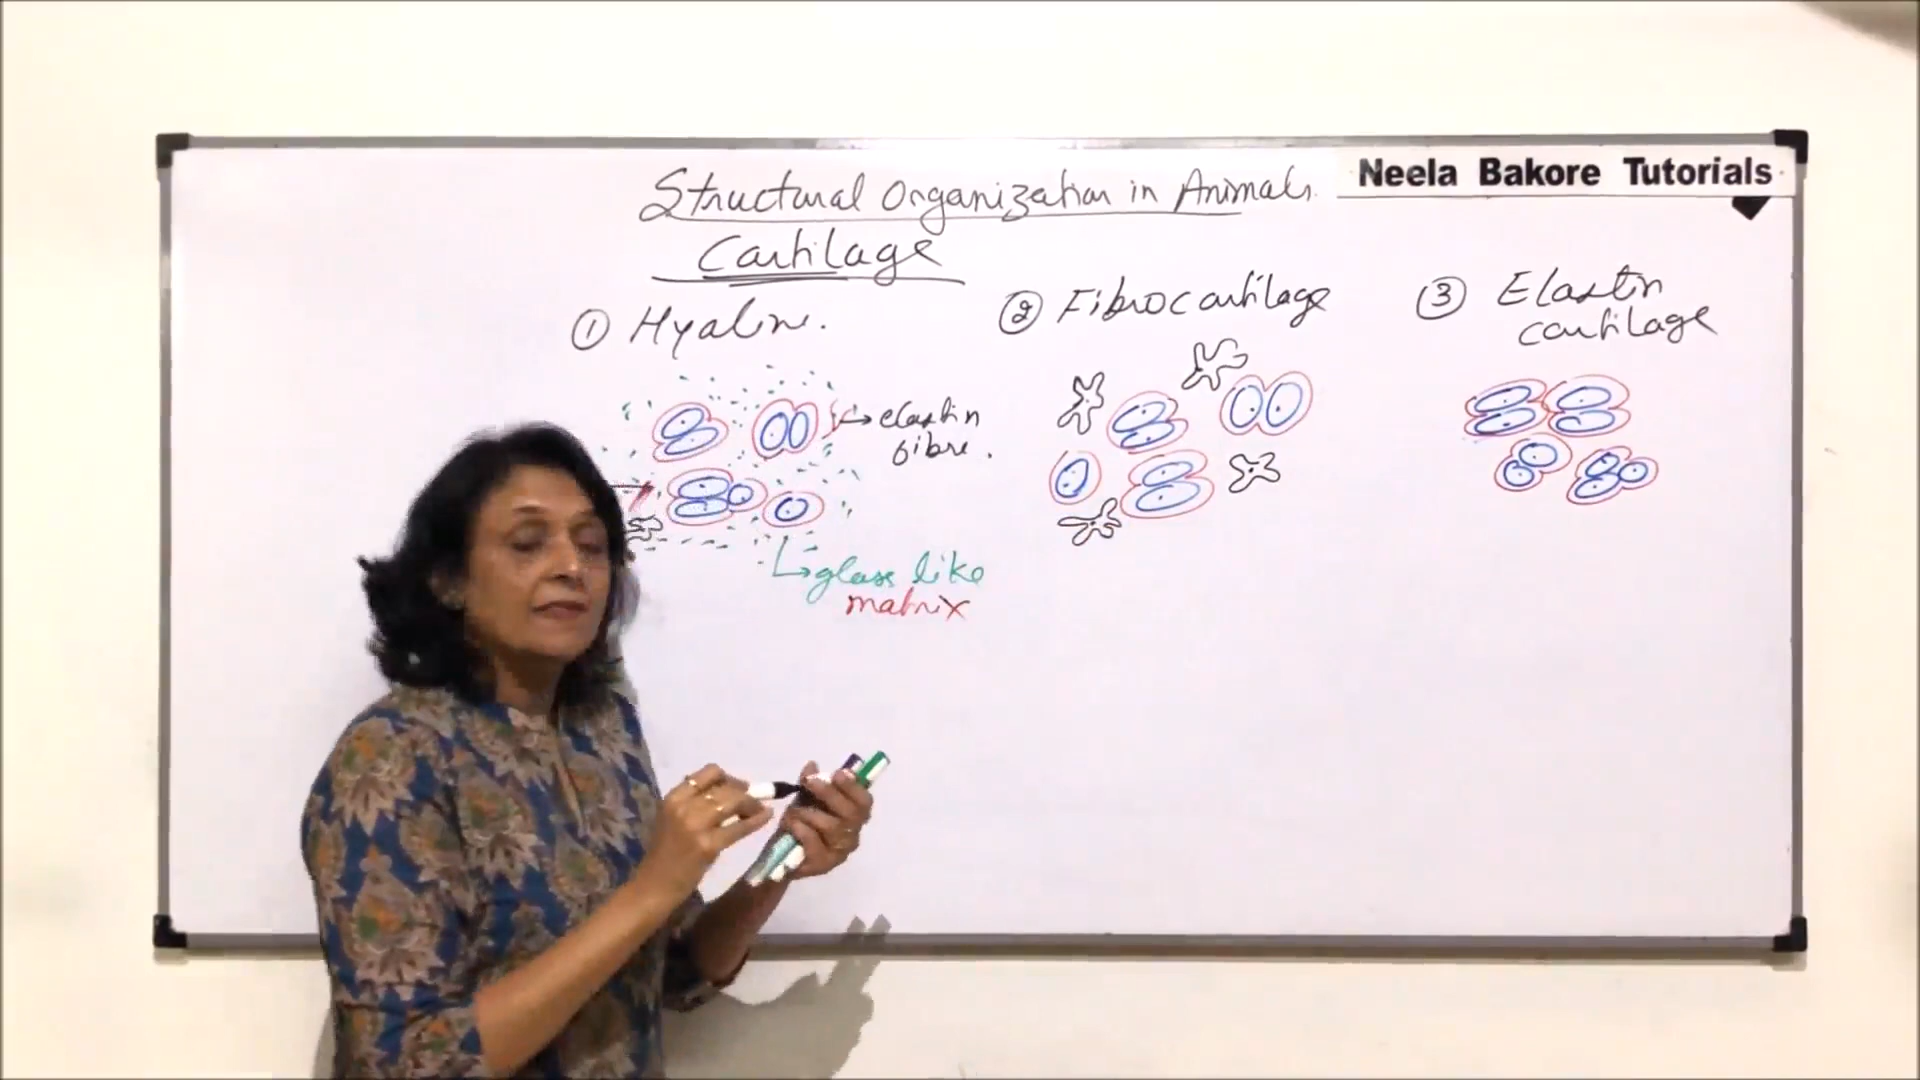 Neela Bakore Tutorials
Structural Organization in Animals
Cartilage
① Hyaline.
② Fibrocartilage
③ Elastin
cartilage
elastin
fibre.
glass like
matrix